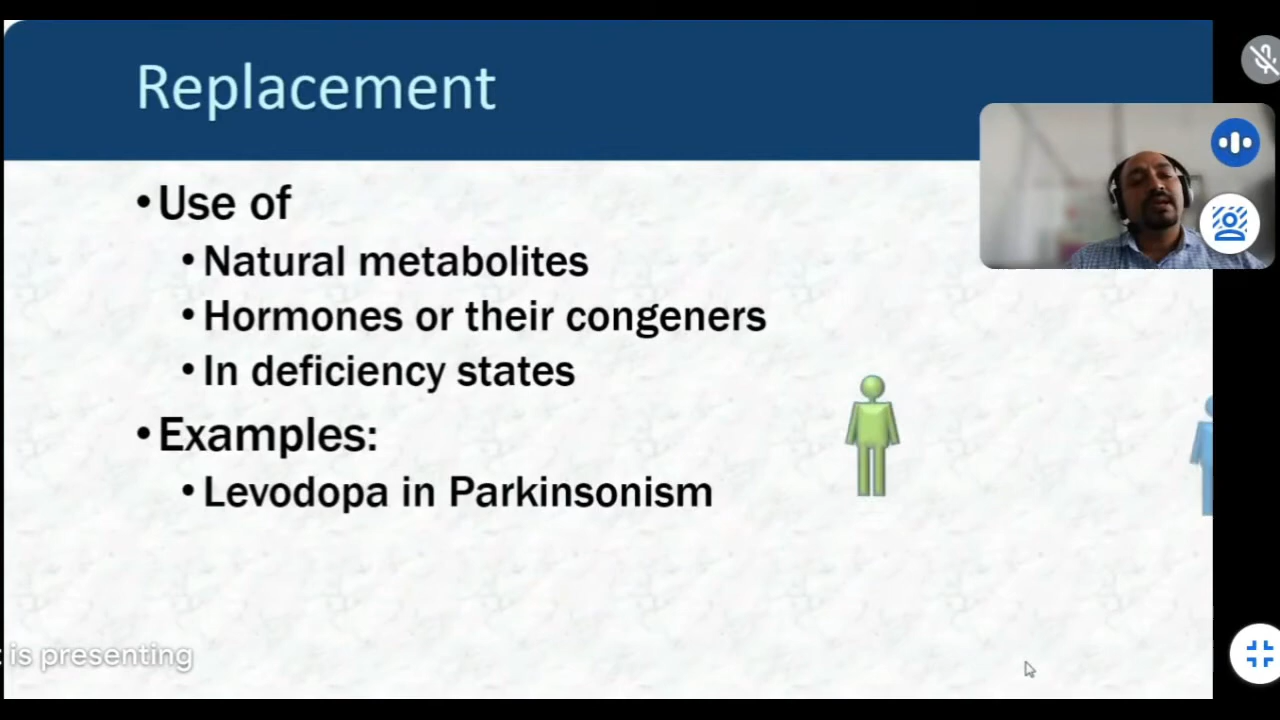 Replacement
•Use of
•Natural metabolites
•Hormones or their congeners
•In deficiency states
•Examples:
•Levodopa in Parkinsonism
is presenting